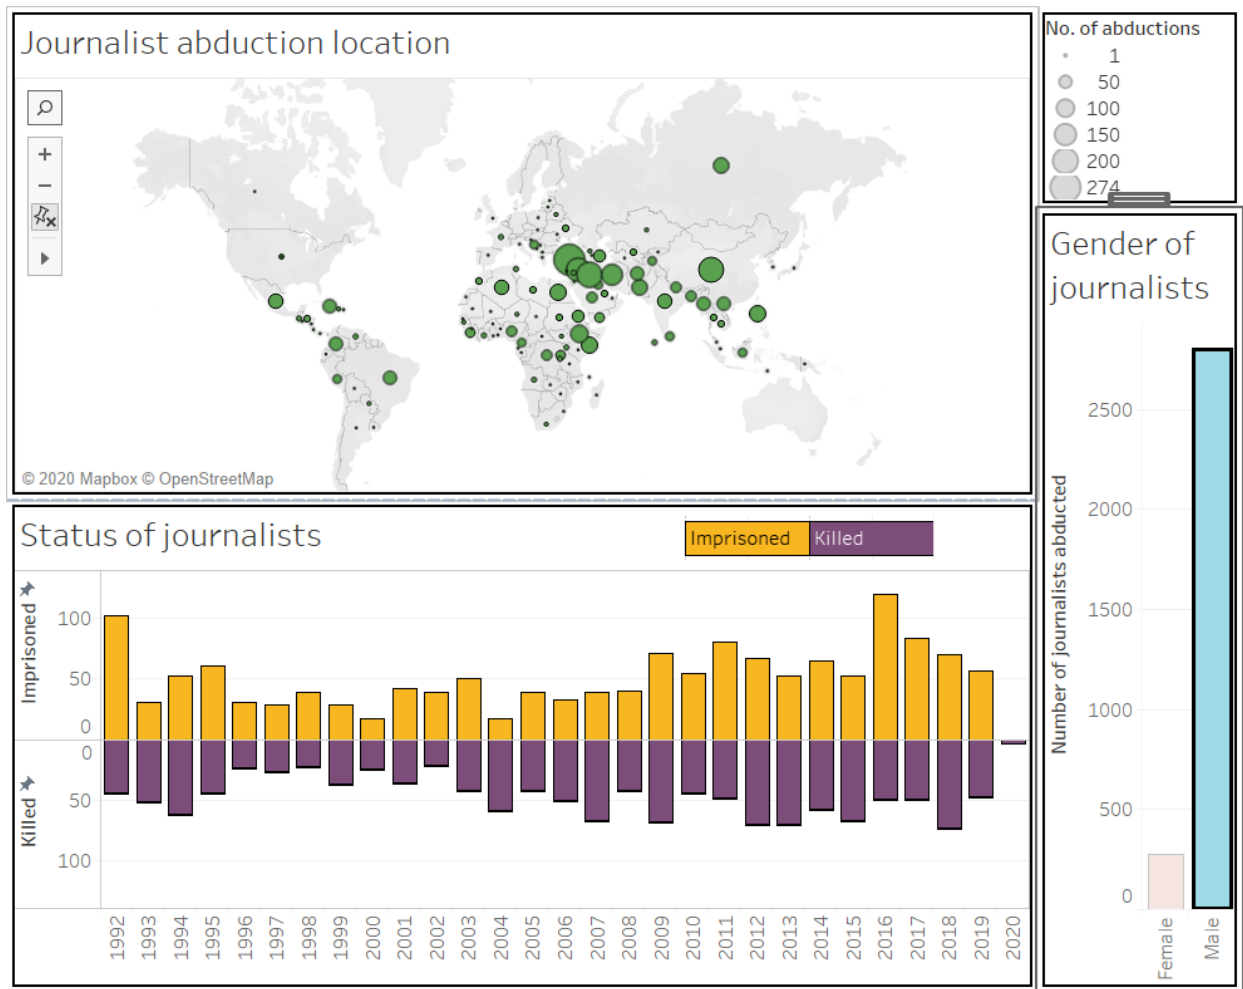 Journalist abduction location
© 2020 Mapbox © OpenStreetMap
No. of abductions
1
50
100
150
200
274
Status of journalists
Imprisoned Killed
Imprisoned
100
50
0
Killed
0
50
100
1992 1993 1994 1995 1996 1997 1998 1999 2000 2001 2002 2003 2004 2005 2006 2007 2008 2009 2010 2011 2012 2013 2014 2015 2016 2017 2018 2019 2020
Gender of
journalists
Number of journalists abducted
2500
2000
1500
1000
500
0
Female Male